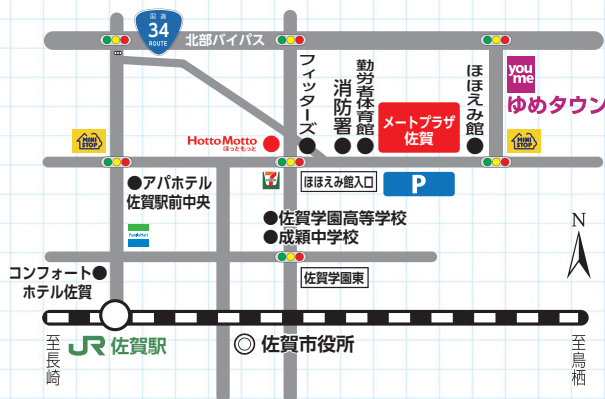 国道
34
ROUTE
北部バイパス
フィッターズ
消防署
勤労者体育館
メートプラザ
佐賀
ほほえみ館
you
me
ゆめタウン
MINI
STOP
HottoMotto
ほっともっと
MINI
STOP
アパホテル
佐賀駅前中央
7
ほほえみ館入口
P
FamilyMart
佐賀学園高等学校
成穎中学校
N
コンフォート
ホテル佐賀
佐賀学園東
至長崎
JR 佐賀駅
佐賀市役所
至鳥栖